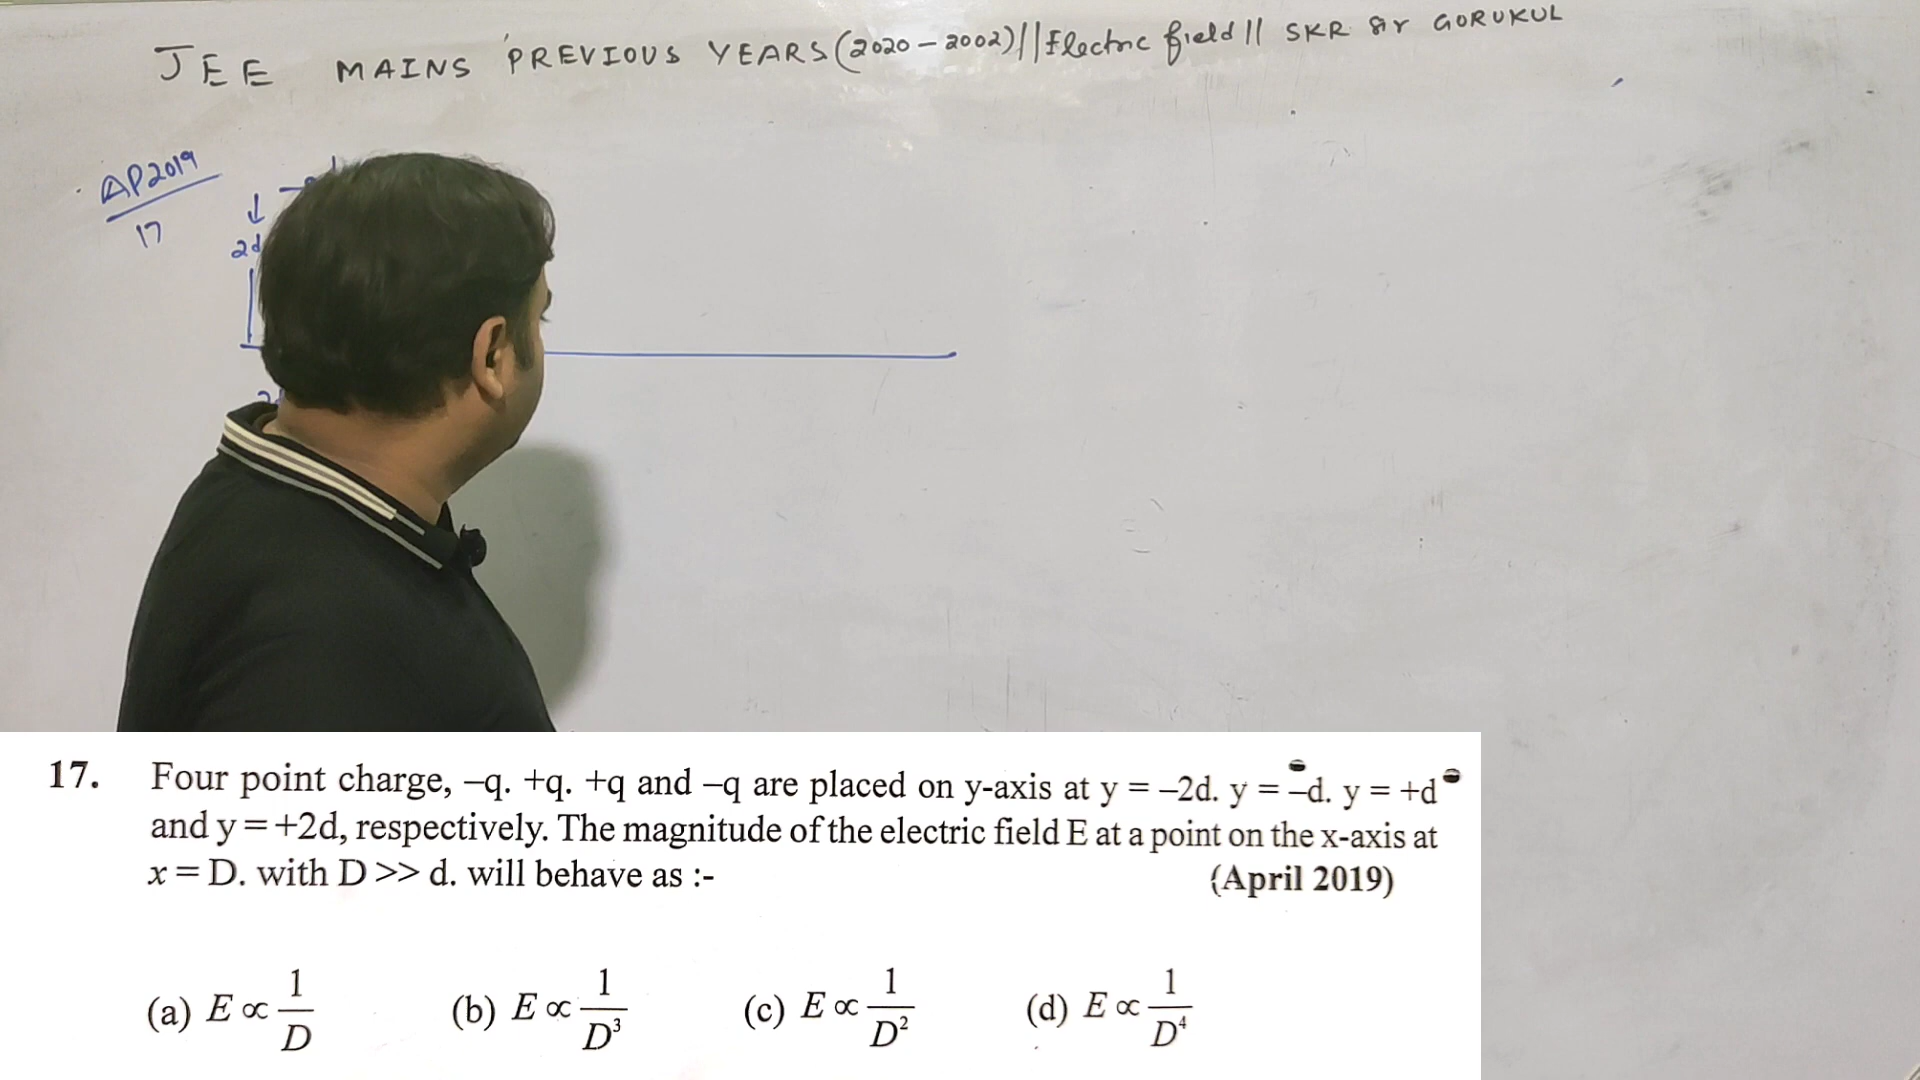 JEE MAINS PREVIOUS YEARS (2020-2002)||Electric field|| SKR Sir GORUKUL
AP2019
17
2d
17. Four point charge, –q. +q. +q and –q are placed on y-axis at y = –2d. y = –d. y = +d
and y = +2d, respectively. The magnitude of the electric field E at a point on the x-axis at
x = D. with D >> d. will behave as :- (April 2019)
(a) E ∝ 1/D (b) E ∝ 1/D³ (c) E ∝ 1/D² (d) E ∝ 1/D⁴